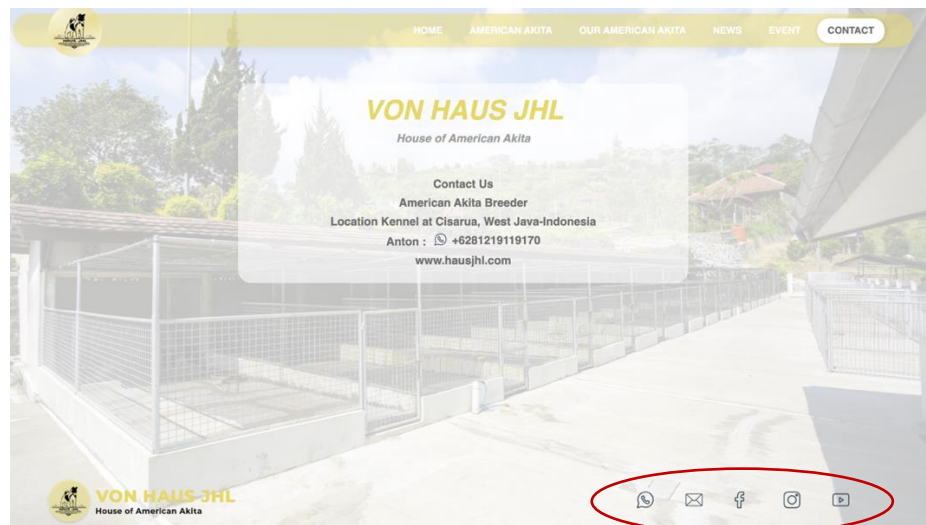 HOME AMERICAN AKITA OUR AMERICAN AKITA NEWS EVENT CONTACT
VON HAUS JHL
House of American Akita
Contact Us
American Akita Breeder
Location Kennel at Cisarua, West Java-Indonesia
Anton : +6281219119170
www.hausjhl.com
VON HAUS JHL
House of American Akita